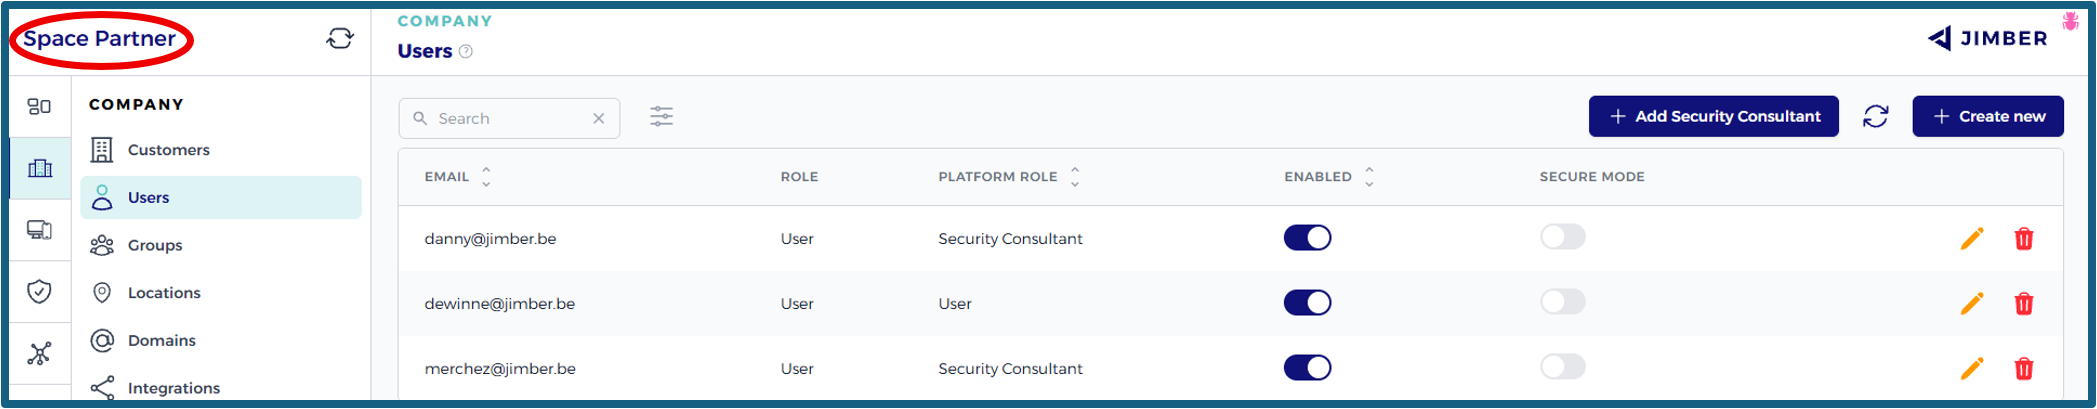 Space Partner
COMPANY
Users
JIMBER
COMPANY
Customers
Users
Groups
Locations
Domains
Integrations
Search
Add Security Consultant
Create new
EMAIL ROLE PLATFORM ROLE ENABLED SECURE MODE
danny@jimber.be User Security Consultant
dewinne@jimber.be User User
merchez@jimber.be User Security Consultant